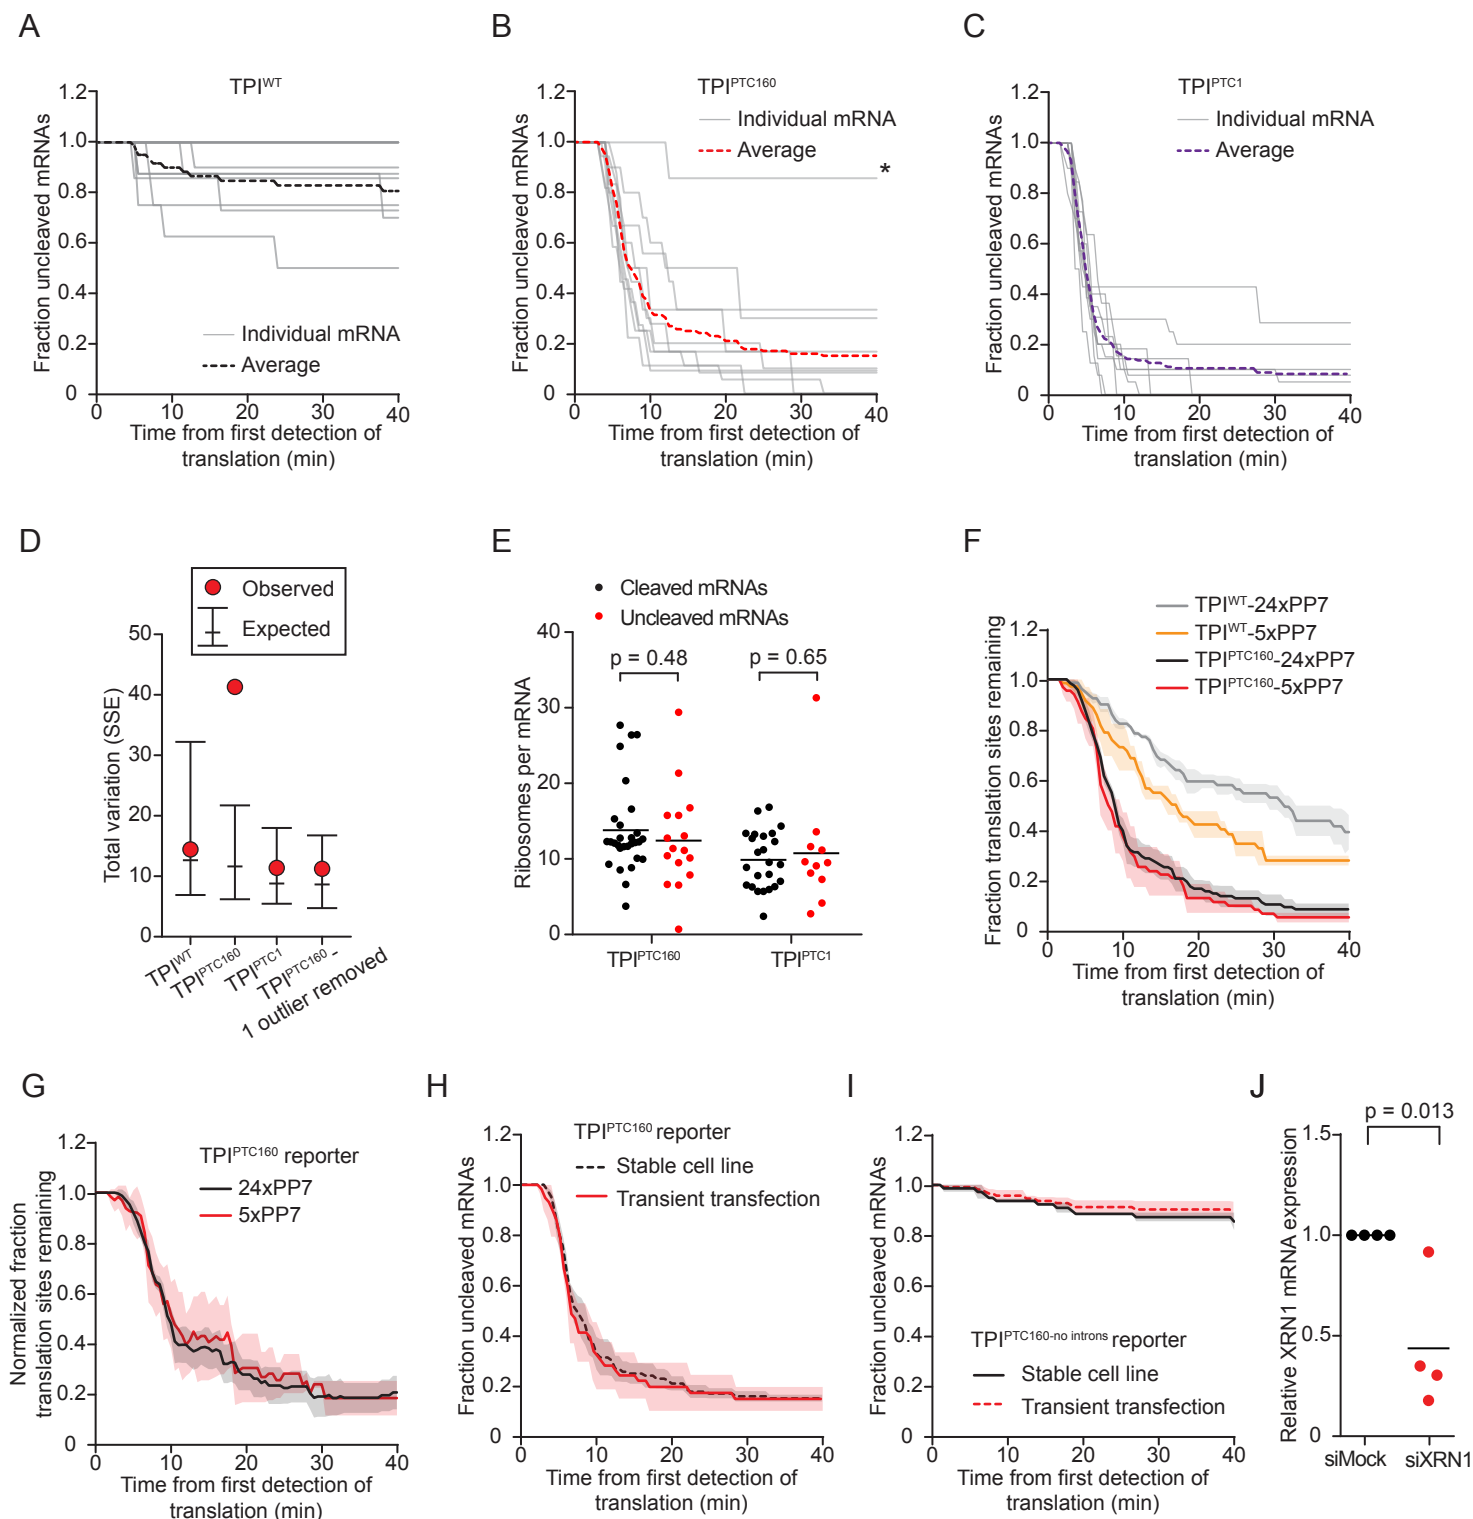 A
TPI^WT
Fraction uncleaved mRNAs
1.2
1.0
0.8
0.6
0.4
0.2
0
Individual mRNA
Average
0 10 20 30 40
Time from first detection of
translation (min)
B
TPI^PTC160
Individual mRNA
Average
*
Fraction uncleaved mRNAs
1.2
1.0
0.8
0.6
0.4
0.2
0
0 10 20 30 40
Time from first detection of
translation (min)
C
TPI^PTC1
Individual mRNA
Average
Fraction uncleaved mRNAs
1.2
1.0
0.8
0.6
0.4
0.2
0
0 10 20 30 40
Time from first detection of
translation (min)
D
Observed
Expected
Total variation (SSE)
50
40
30
20
10
0
TPI^WT
TPI^PTC160
TPI^PTC1
TPI^PTC160-
1 outlier removed
E
Cleaved mRNAs
Uncleaved mRNAs
p = 0.48
p = 0.65
Ribosomes per mRNA
40
30
20
10
0
TPI^PTC160 TPI^PTC1
F
TPI^WT-24xPP7
TPI^WT-5xPP7
TPI^PTC160-24xPP7
TPI^PTC160-5xPP7
Fraction translation sites remaining
1.2
1.0
0.8
0.6
0.4
0.2
0
0 10 20 30 40
Time from first detection of
translation (min)
G
TPI^PTC160 reporter
24xPP7
5xPP7
Normalized fraction
translation sites remaining
1.2
1.0
0.8
0.6
0.4
0.2
0
0 10 20 30 40
Time from first detection of
translation (min)
H
TPI^PTC160 reporter
Stable cell line
Transient transfection
Fraction uncleaved mRNAs
1.2
1.0
0.8
0.6
0.4
0.2
0
0 10 20 30 40
Time from first detection of
translation (min)
I
Fraction uncleaved mRNAs
1.2
1.0
0.8
0.6
0.4
0.2
0
TPI^PTC160-no introns reporter
Stable cell line
Transient transfection
0 10 20 30 40
Time from first detection of
translation (min)
J
p = 0.013
Relative XRN1 mRNA expression
1.5
1.0
0.5
0
siMock siXRN1